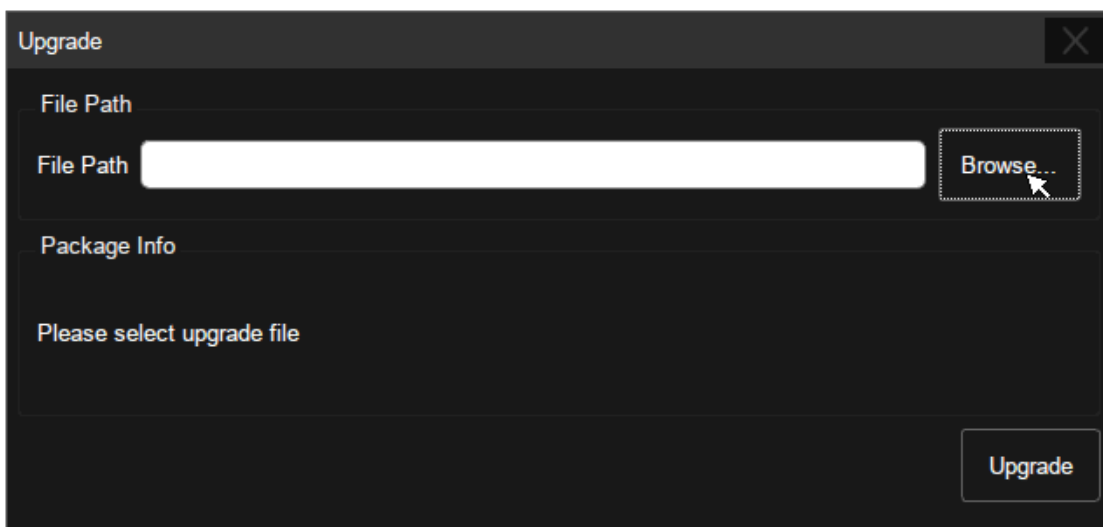 Upgrade
File Path
File Path
Browse...
Package Info
Please select upgrade file
Upgrade